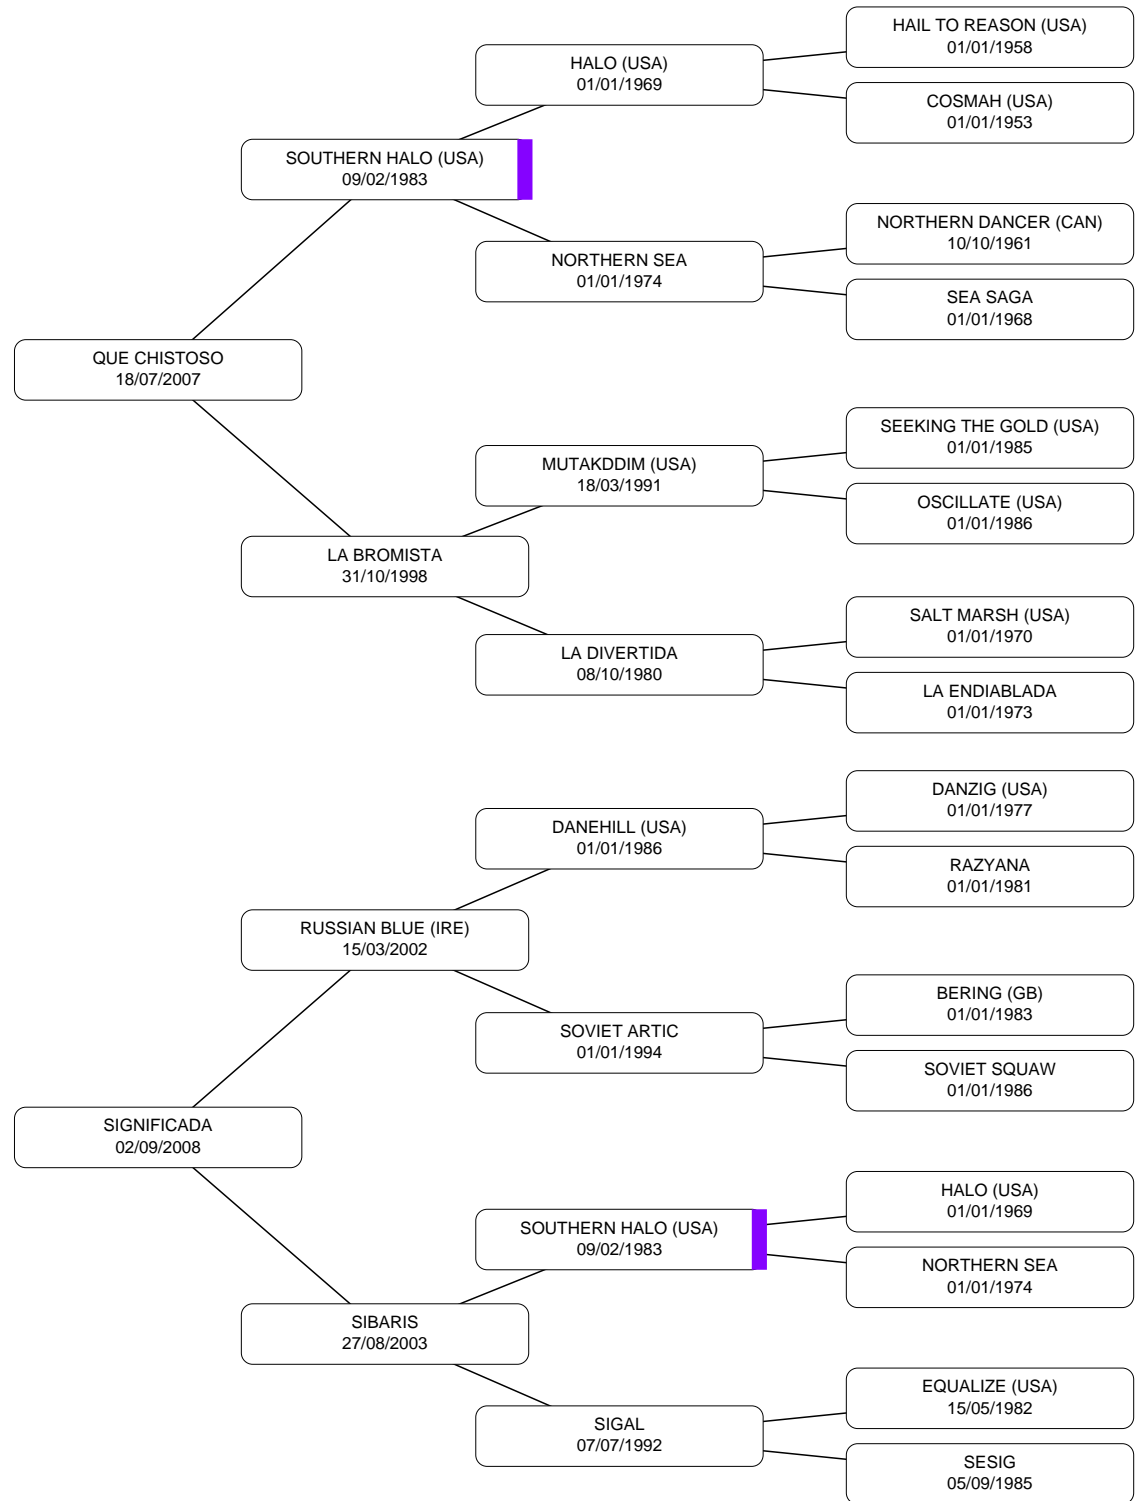 HAIL TO REASON (USA)
01/01/1958
HALO (USA)
01/01/1969
COSMAH (USA)
01/01/1953
SOUTHERN HALO (USA)
09/02/1983
NORTHERN DANCER (CAN)
10/10/1961
NORTHERN SEA
01/01/1974
SEA SAGA
01/01/1968
QUE CHISTOSO
18/07/2007
SEEKING THE GOLD (USA)
01/01/1985
MUTAKDDIM (USA)
18/03/1991
OSCILLATE (USA)
01/01/1986
LA BROMISTA
31/10/1998
SALT MARSH (USA)
01/01/1970
LA DIVERTIDA
08/10/1980
LA ENDIABLADA
01/01/1973
DANZIG (USA)
01/01/1977
DANEHILL (USA)
01/01/1986
RAZYANA
01/01/1981
RUSSIAN BLUE (IRE)
15/03/2002
BERING (GB)
01/01/1983
SOVIET ARTIC
01/01/1994
SOVIET SQUAW
01/01/1986
SIGNIFICADA
02/09/2008
HALO (USA)
01/01/1969
SOUTHERN HALO (USA)
09/02/1983
NORTHERN SEA
01/01/1974
SIBARIS
27/08/2003
EQUALIZE (USA)
15/05/1982
SIGAL
07/07/1992
SESIG
05/09/1985